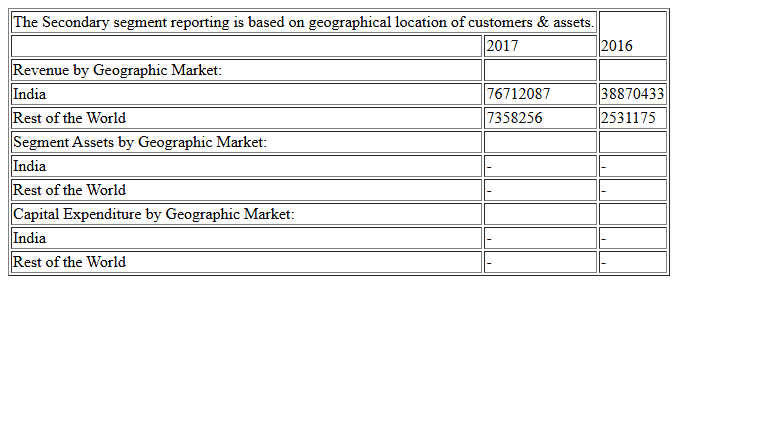 The Secondary segment reporting is based on geographical location of customers & assets.
2017 2016
Revenue by Geographic Market:
India 76712087 38870433
Rest of the World 7358256 2531175
Segment Assets by Geographic Market:
India - -
Rest of the World - -
Capital Expenditure by Geographic Market:
India - -
Rest of the World - -